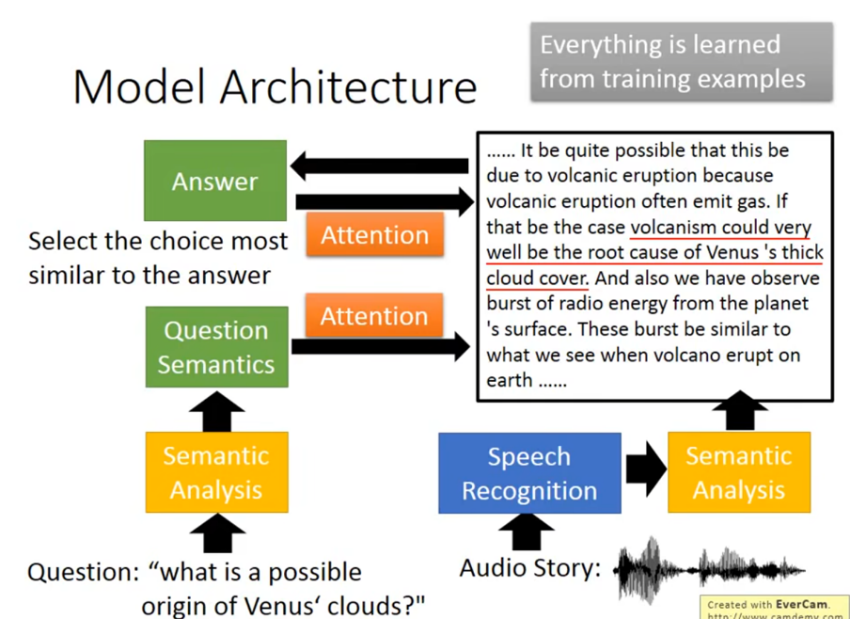 Everything is learned
from training examples
Model Architecture
Answer
Select the choice most
similar to the answer
Attention
Attention
Question
Semantics
Semantic
Analysis
Question: “what is a possible
origin of Venus‘ clouds?"
...... It be quite possible that this be
due to volcanic eruption because
volcanic eruption often emit gas. If
that be the case volcanism could very
well be the root cause of Venus 's thick
cloud cover. And also we have observe
burst of radio energy from the planet
's surface. These burst be similar to
what we see when volcano erupt on
earth ......
Speech
Recognition
Semantic
Analysis
Audio Story:
Created with EverCam.
http://www.camdemy.com